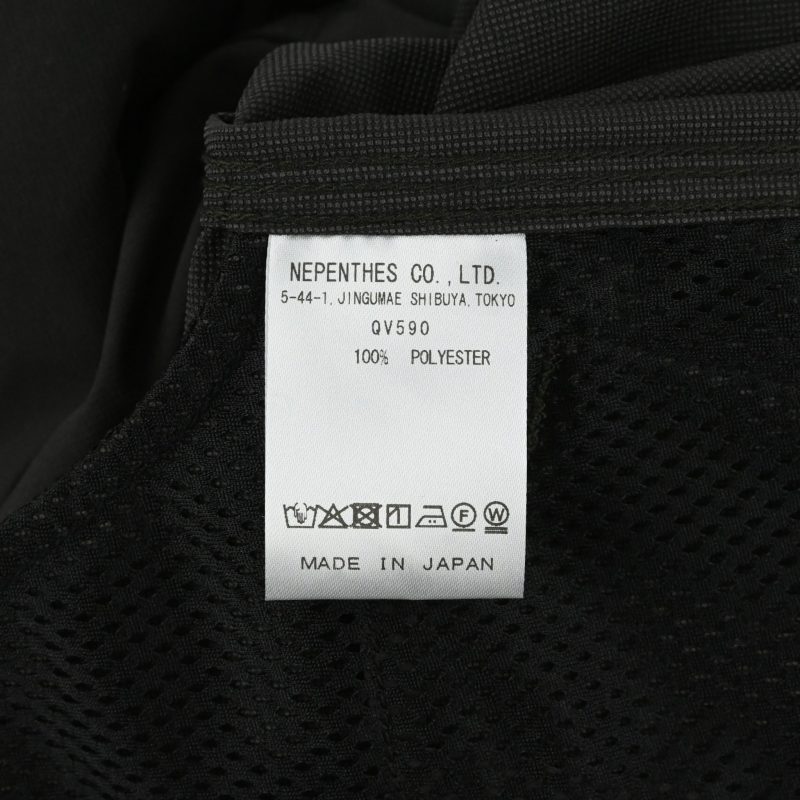 NEPENTHES CO., LTD.
5-44-1, JINGUMAE SHIBUYA, TOKYO
QV590
100% POLYESTER
F W
MADE IN JAPAN